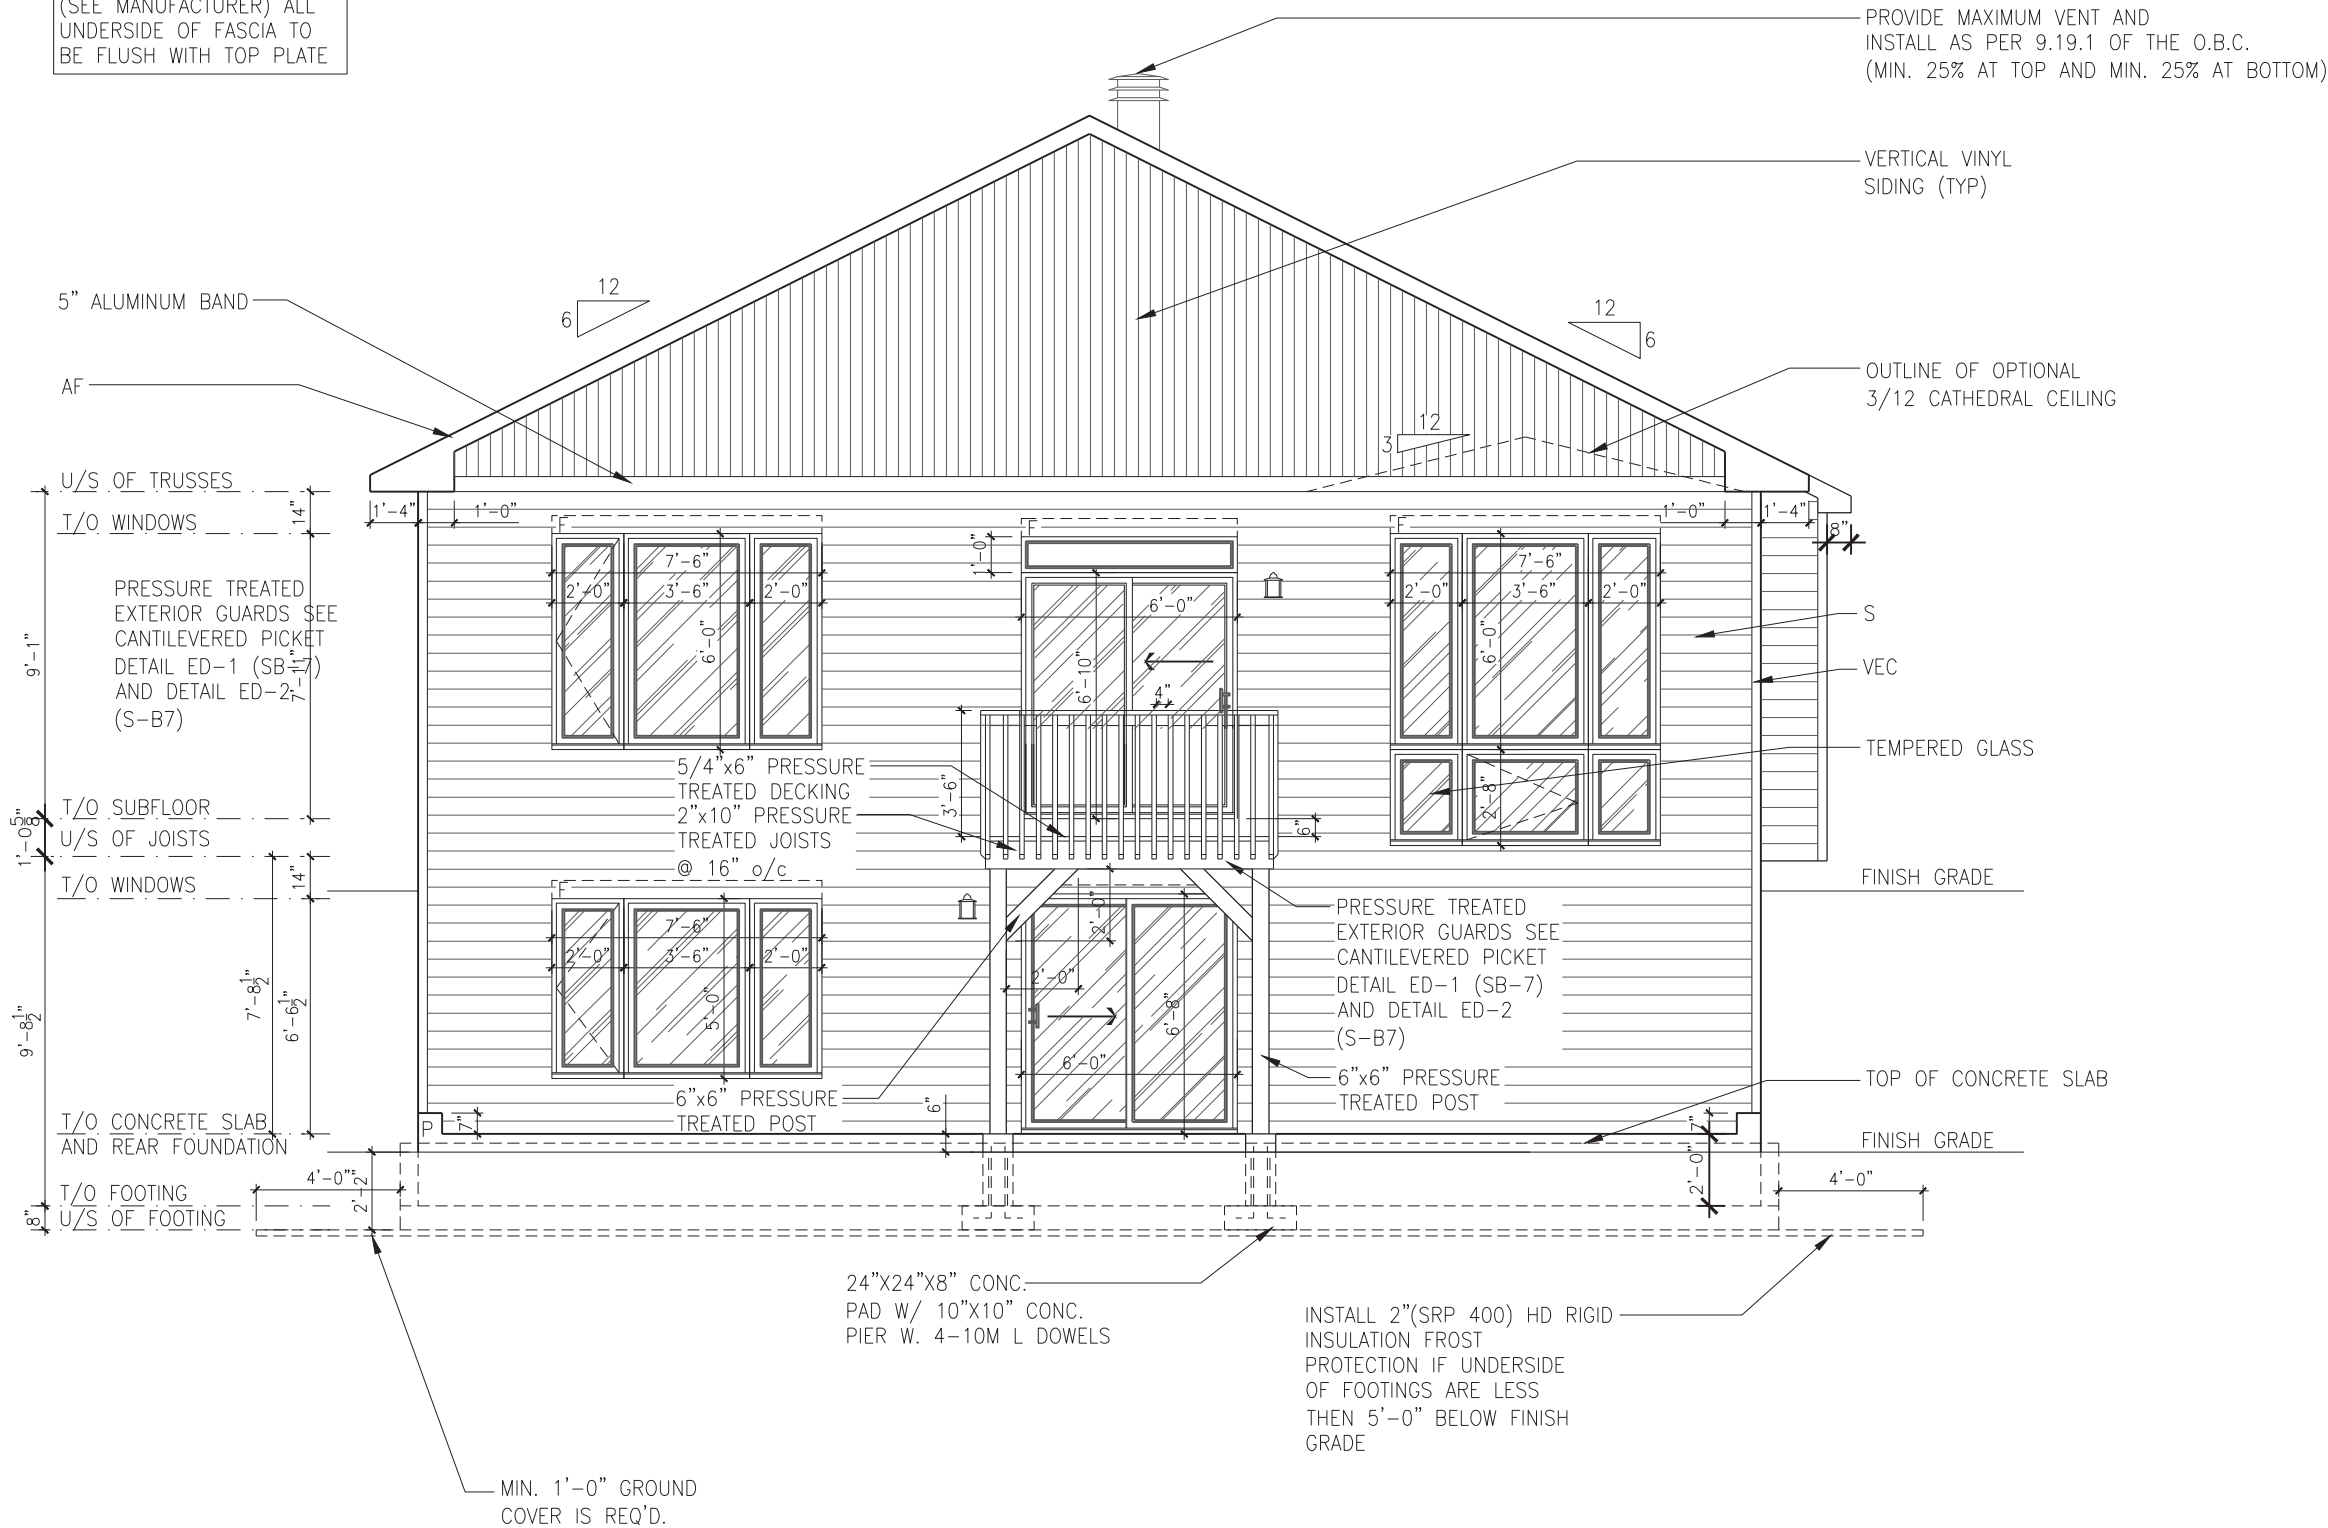 (SEE MANUFACTURER) ALL
UNDERSIDE OF FASCIA TO
BE FLUSH WITH TOP PLATE
PROVIDE MAXIMUM VENT AND
INSTALL AS PER 9.19.1 OF THE O.B.C.
(MIN. 25% AT TOP AND MIN. 25% AT BOTTOM)
VERTICAL VINYL
SIDING (TYP)
12
6
12
6
5" ALUMINUM BAND
AF
OUTLINE OF OPTIONAL
3/12 CATHEDRAL CEILING
12
3
U/S OF TRUSSES
T/O WINDOWS
14"
1'-4"
1'-0"
1'-0"
1'-4"
8"
F
F
F
1'-0"
7'-6"
2'-0"
3'-6"
2'-0"
6'-0"
6'-0"
6'-10"
4"
7'-6"
2'-0"
3'-6"
2'-0"
6'-0"
2'-8"
PRESSURE TREATED
EXTERIOR GUARDS SEE
CANTILEVERED PICKET
DETAIL ED-1 (SB-7)
AND DETAIL ED-2
(S-B7)
9'-1"
7'-11"
S
VEC
TEMPERED GLASS
5/4"x6" PRESSURE
TREATED DECKING
2"x10" PRESSURE
TREATED JOISTS
@ 16" o/c
3'-6"
6"
T/O SUBFLOOR
1'-0 5/8"
U/S OF JOISTS
T/O WINDOWS
14"
FINISH GRADE
F
7'-6"
2'-0"
3'-6"
2'-0"
5'-0"
2'-0"
2'-0"
6'-8"
6'-0"
PRESSURE TREATED
EXTERIOR GUARDS SEE
CANTILEVERED PICKET
DETAIL ED-1 (SB-7)
AND DETAIL ED-2
(S-B7)
9'-8 1/2"
7'-8 1/2"
6'-6 1/2"
6"x6" PRESSURE
TREATED POST
6"x6" PRESSURE
TREATED POST
TOP OF CONCRETE SLAB
T/O CONCRETE SLAB
AND REAR FOUNDATION
P
7"
6"
7"
2'-0"
FINISH GRADE
4'-0"
2'-2"
4'-0"
T/O FOOTING
U/S OF FOOTING
8"
24"X24"X8" CONC.
PAD W/ 10"X10" CONC.
PIER W. 4-10M L DOWELS
INSTALL 2"(SRP 400) HD RIGID
INSULATION FROST
PROTECTION IF UNDERSIDE
OF FOOTINGS ARE LESS
THEN 5'-0" BELOW FINISH
GRADE
MIN. 1'-0" GROUND
COVER IS REQ'D.